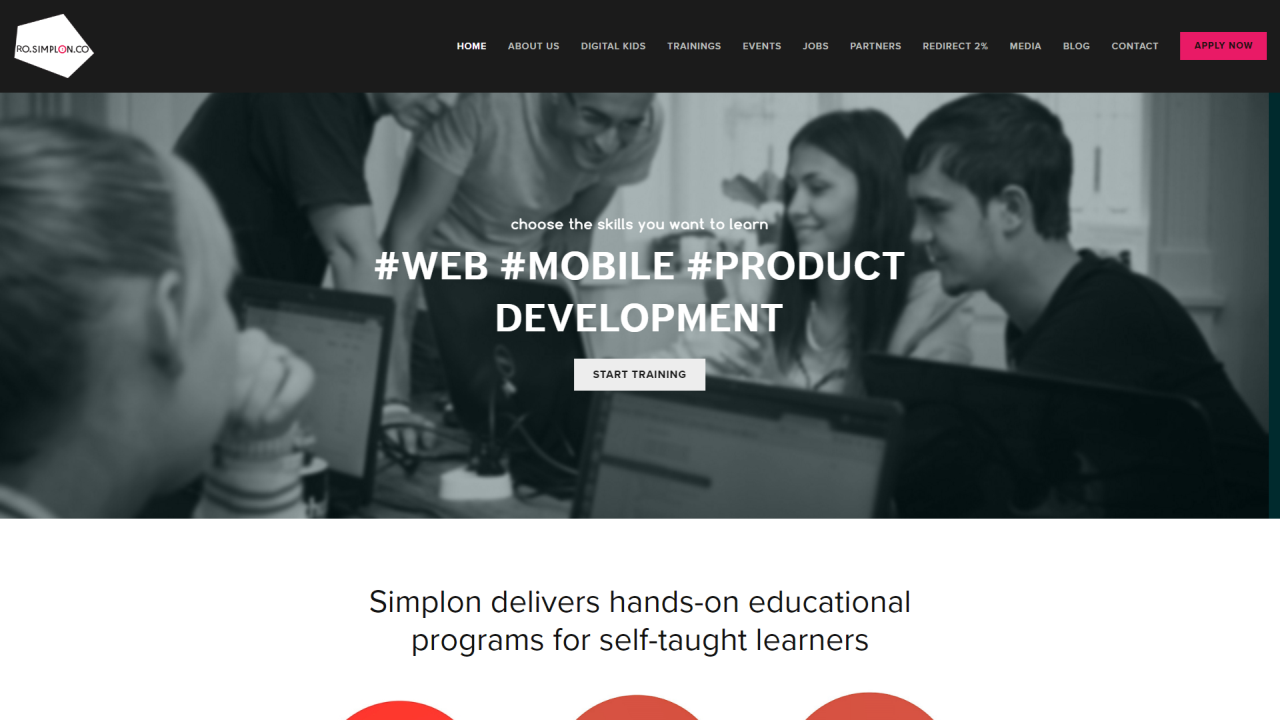 RO.SIMPLON.CO
HOME ABOUT US DIGITAL KIDS TRAININGS EVENTS JOBS PARTNERS REDIRECT 2% MEDIA BLOG CONTACT APPLY NOW
choose the skills you want to learn
#WEB #MOBILE #PRODUCT
DEVELOPMENT
START TRAINING
Simplon delivers hands-on educational
programs for self-taught learners